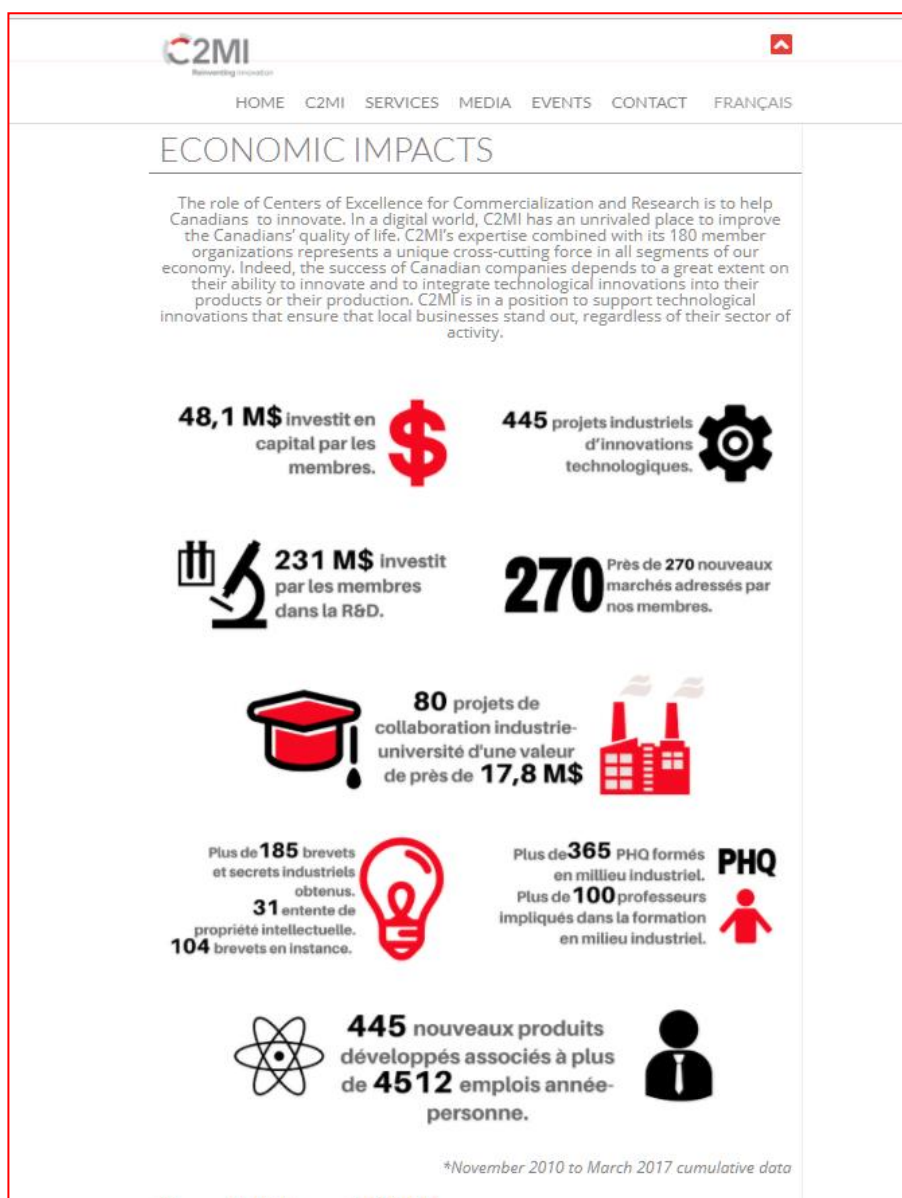 C2MI
Reinventing innovation
HOME C2MI SERVICES MEDIA EVENTS CONTACT FRANÇAIS
ECONOMIC IMPACTS
The role of Centers of Excellence for Commercialization and Research is to help
Canadians to innovate. In a digital world, C2MI has an unrivaled place to improve
the Canadians' quality of life. C2MI's expertise combined with its 180 member
organizations represents a unique cross-cutting force in all segments of our
economy. Indeed, the success of Canadian companies depends to a great extent on
their ability to innovate and to integrate technological innovations into their
products or their production. C2MI is in a position to support technological
innovations that ensure that local businesses stand out, regardless of their sector of
activity.
48,1 M$ investit en
capital par les
membres.
445 projets industriels
d'innovations
technologiques.
231 M$ investit
par les membres
dans la R&D.
270
Près de 270 nouveaux
marchés adressés par
nos membres.
80 projets de
collaboration industrie-
université d'une valeur
de près de 17,8 M$
Plus de 185 brevets
et secrets industriels
obtenus.
31 entente de
propriété intellectuelle.
104 brevets en instance.
Plus de 365 PHQ formés
en millieu industriel.
Plus de 100 professeurs
impliqués dans la formation
en milieu industriel.
PHQ
445 nouveaux produits
développés associés à plus
de 4512 emplois année-
personne.
*November 2010 to March 2017 cumulative data